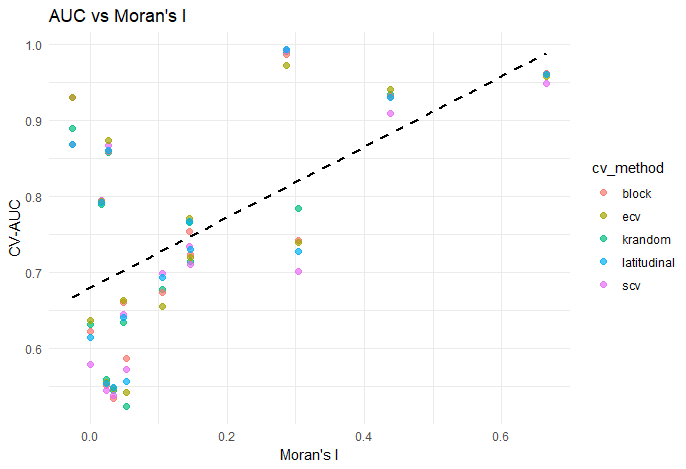 AUC vs Moran's I
CV-AUC
1.0
0.9
0.8
0.7
0.6
0.0
0.2
0.4
0.6
Moran's I
cv_method
block
ecv
krandom
latitudinal
scv